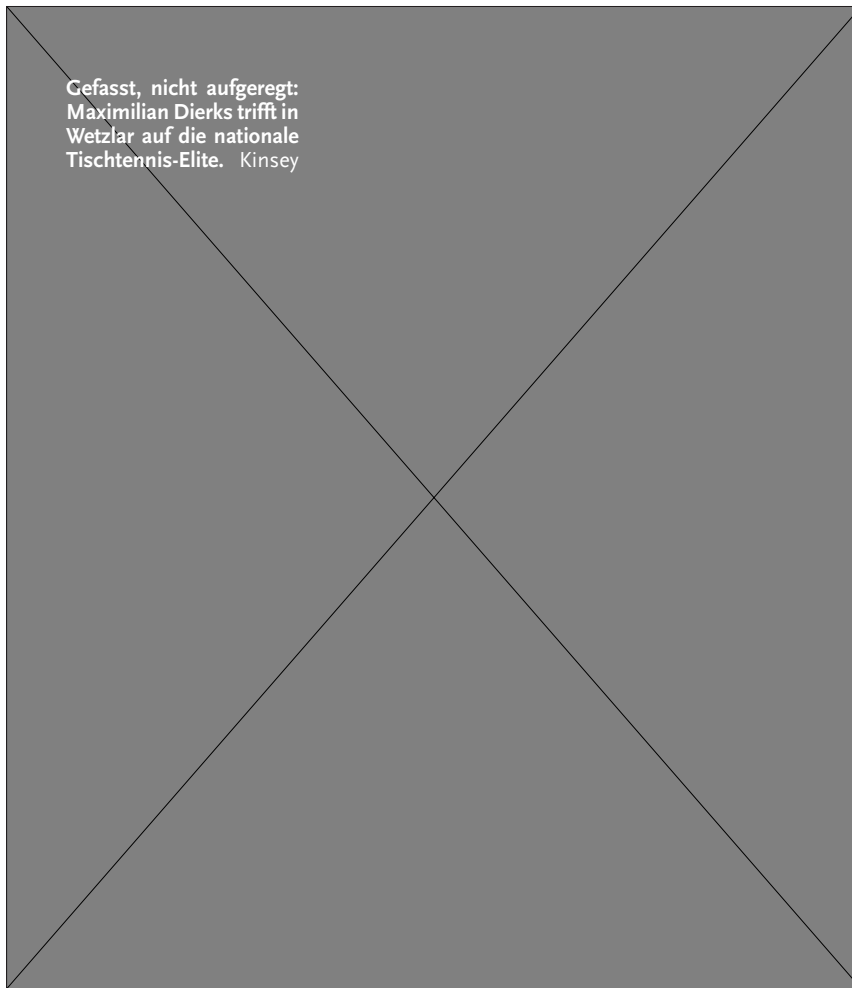 Gefasst, nicht aufgeregt:
Maximilian Dierks trifft in
Wetzlar auf die nationale
Tischtennis-Elite. Kinsey